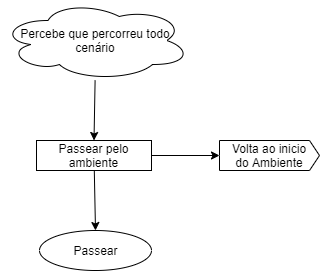 Percebe que percorreu todo
cenário
Passear pelo
ambiente
Volta ao inicio
do Ambiente
Passear